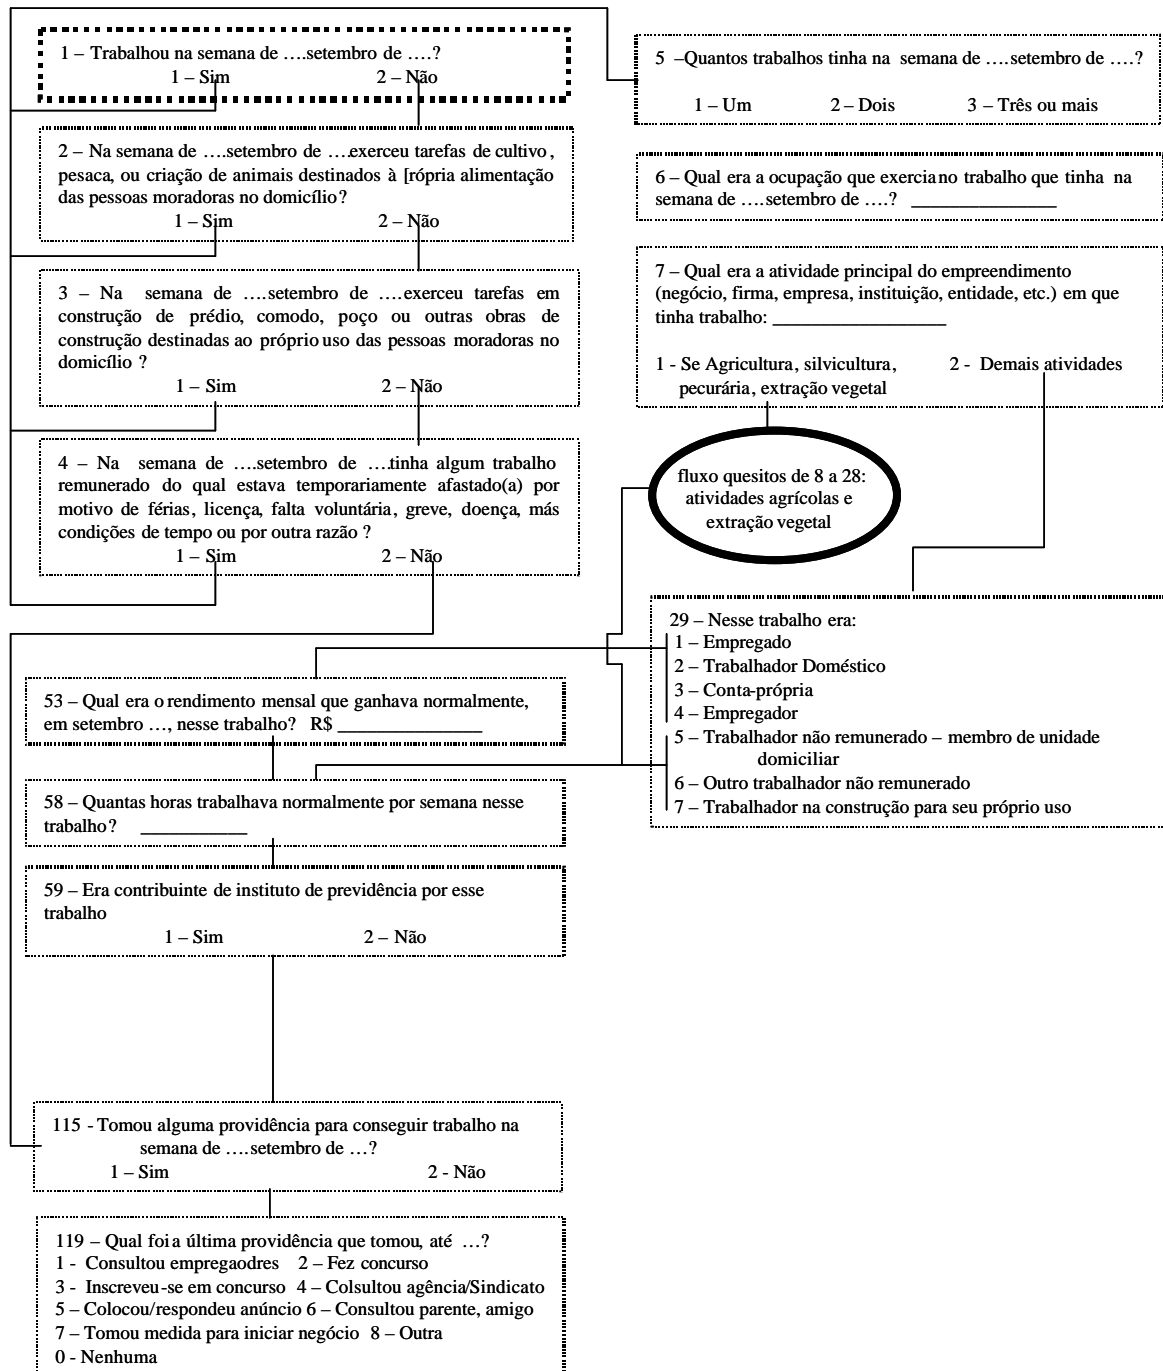 1 – Trabalhou na semana de ….setembro de ….?
1 – Sim 2 – Não
2 – Na semana de ….setembro de ….exerceu tarefas de cultivo,
pesaca, ou criação de animais destinados à [rópria alimentação
das pessoas moradoras no domicílio?
1 – Sim 2 – Não
3 – Na semana de ….setembro de ….exerceu tarefas em
construção de prédio, comodo, poço ou outras obras de
construção destinadas ao próprio uso das pessoas moradoras no
domicílio ?
1 – Sim 2 – Não
4 – Na semana de ….setembro de ….tinha algum trabalho
remunerado do qual estava temporariamente afastado(a) por
motivo de férias, licença, falta voluntária, greve, doença, más
condições de tempo ou por outra razão ?
1 – Sim 2 – Não
5 –Quantos trabalhos tinha na semana de ….setembro de ….?
1 – Um 2 – Dois 3 – Três ou mais
6 – Qual era a ocupação que exercia no trabalho que tinha na
semana de ….setembro de ….? _______________
7 – Qual era a atividade principal do empreendimento
(negócio, firma, empresa, instituição, entidade, etc.) em que
tinha trabalho: __________________
1 - Se Agricultura, silvicultura, 2 - Demais atividades
pecurária, extração vegetal
fluxo quesitos de 8 a 28:
atividades agrícolas e
extração vegetal
29 – Nesse trabalho era:
1 – Empregado
2 – Trabalhador Doméstico
3 – Conta-própria
4 – Empregador
5 – Trabalhador não remunerado – membro de unidade
domiciliar
6 – Outro trabalhador não remunerado
7 – Trabalhador na construção para seu próprio uso
53 – Qual era o rendimento mensal que ganhava normalmente,
em setembro …, nesse trabalho? R$ _______________
58 – Quantas horas trabalhava normalmente por semana nesse
trabalho? ___________
59 – Era contribuinte de instituto de previdência por esse
trabalho
1 – Sim 2 – Não
115 - Tomou alguma providência para conseguir trabalho na
semana de ….setembro de …?
1 – Sim 2 - Não
119 – Qual foi a última providência que tomou, até …?
1 - Consultou empregaodres 2 – Fez concurso
3 - Inscreveu-se em concurso 4 – Colsultou agência/Sindicato
5 – Colocou/respondeu anúncio 6 – Consultou parente, amigo
7 – Tomou medida para iniciar negócio 8 – Outra
0 - Nenhuma